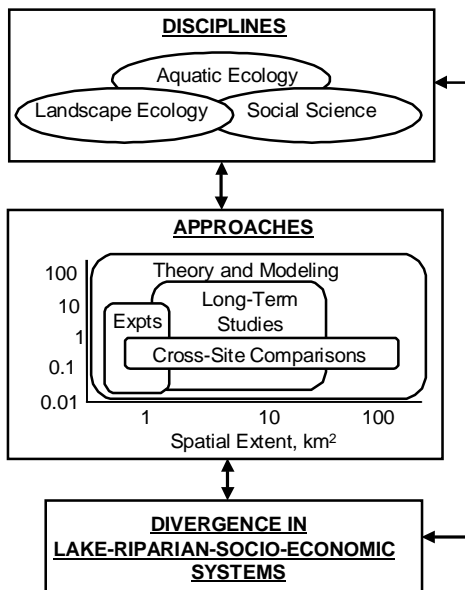 DISCIPLINES
Aquatic Ecology
Landscape Ecology
Social Science
APPROACHES
100
Theory and Modeling
10
Long-Term
Expts
Studies
1
Cross-Site Comparisons
0.1
0.01
1
10
100
Spatial Extent, km²
DIVERGENCE IN
LAKE-RIPARIAN-SOCIO-ECONOMIC
SYSTEMS